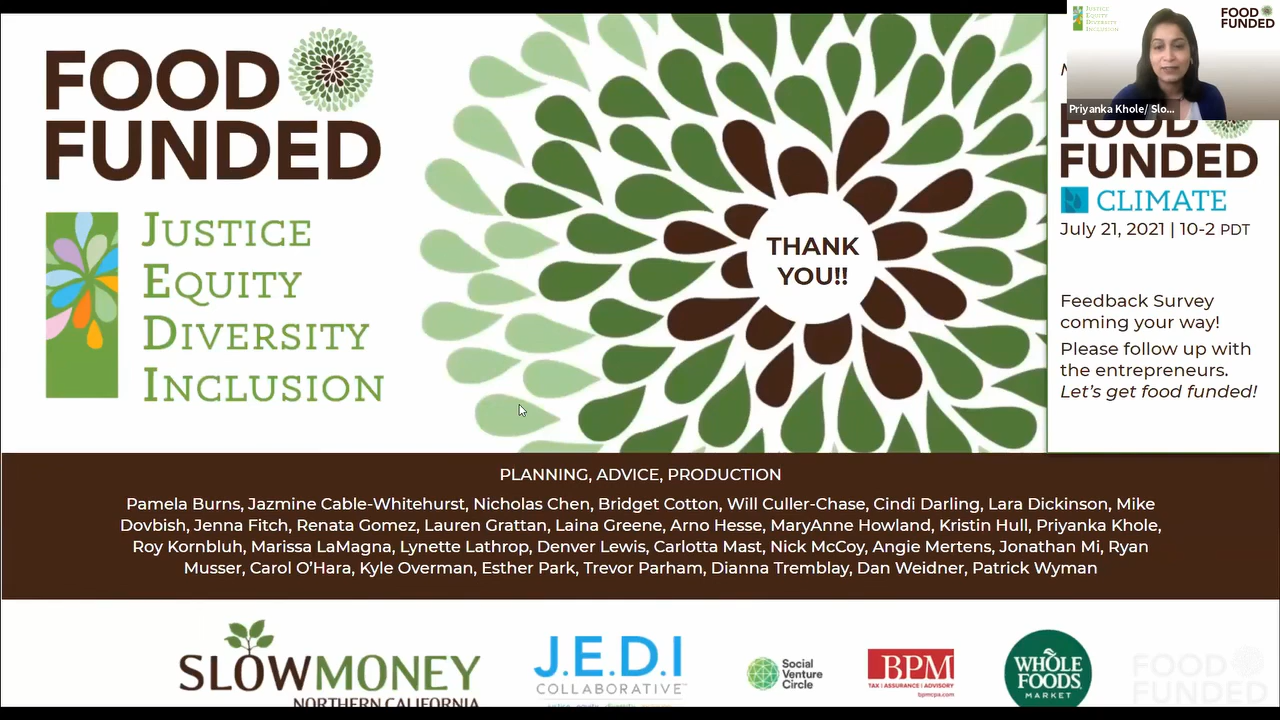 FOOD
FUNDED
JUSTICE
EQUITY
DIVERSITY
INCLUSION
THANK
YOU!!
JUSTICE
EQUITY
DIVERSITY
INCLUSION
FOOD
FUNDED
Priyanka Khole/ Slo...
FOOD
FUNDED
CLIMATE
July 21, 2021 | 10-2 PDT
Feedback Survey
coming your way!
Please follow up with
the entrepreneurs.
Let's get food funded!
PLANNING, ADVICE, PRODUCTION
Pamela Burns, Jazmine Cable-Whitehurst, Nicholas Chen, Bridget Cotton, Will Culler-Chase, Cindi Darling, Lara Dickinson, Mike
Dovbish, Jenna Fitch, Renata Gomez, Lauren Grattan, Laina Greene, Arno Hesse, MaryAnne Howland, Kristin Hull, Priyanka Khole,
Roy Kornbluh, Marissa LaMagna, Lynette Lathrop, Denver Lewis, Carlotta Mast, Nick McCoy, Angie Mertens, Jonathan Mi, Ryan
Musser, Carol O'Hara, Kyle Overman, Esther Park, Trevor Parham, Dianna Tremblay, Dan Weidner, Patrick Wyman
SLOWMONEY
NORTHERN CALIFORNIA
J.E.D.I
COLLABORATIVE
Social
Venture
Circle
BPM
TAX | ASSURANCE | ADVISORY
bpmcpa.com
WHOLE
FOODS
MARKET
FOOD
FUNDED